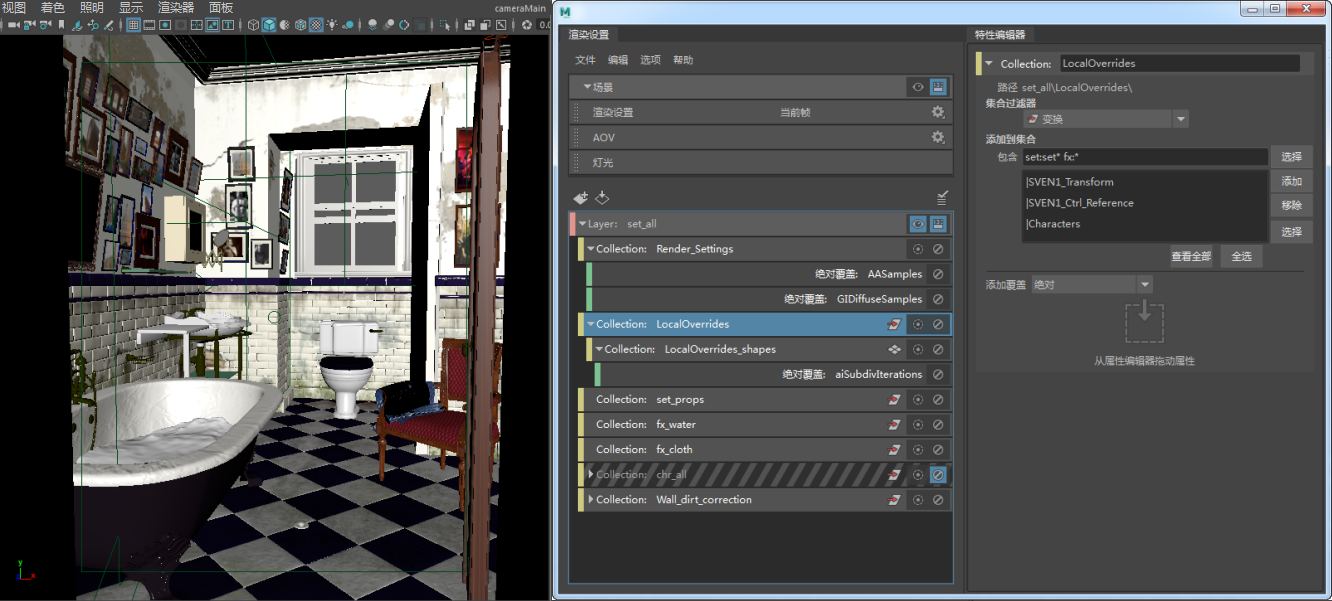 视图 着色 照明 显示 渲染器 面板
cameraMain
0.0
y
x
M
渲染设置
文件 编辑 选项 帮助
场景
渲染设置 当前帧
AOV
灯光
Layer: set_all
Collection: Render_Settings
绝对覆盖: AASamples
绝对覆盖: GIDiffuseSamples
Collection: LocalOverrides
Collection: LocalOverrides_shapes
绝对覆盖: aiSubdivIterations
Collection: set_props
Collection: fx_water
Collection: fx_cloth
Collection: chr_all
Collection: Wall_dirt_correction
特性编辑器
Collection: LocalOverrides
路径 set_all\LocalOverrides\
集合过滤器
变换
添加到集合
包含 set:set* fx:* 选择
|SVEN1_Transform 添加
|SVEN1_Ctrl_Reference 移除
|Characters 选择
查看全部 全选
添加覆盖 绝对
从属性编辑器拖动属性